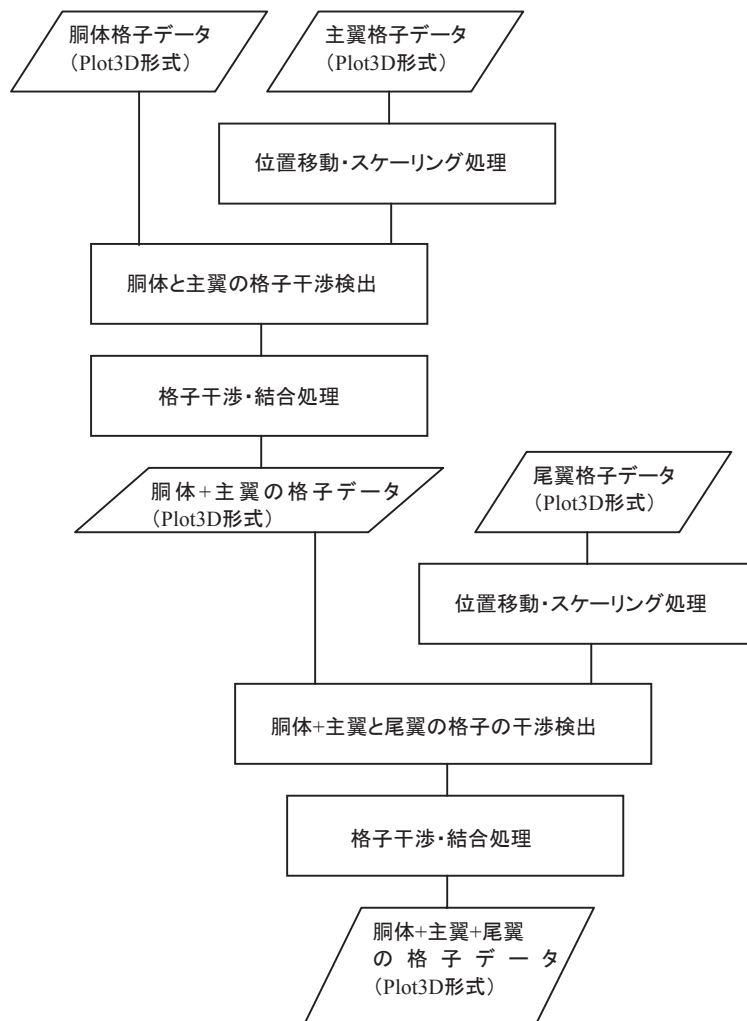 胴体格子データ
（Plot3D形式）
主翼格子データ
（Plot3D形式）
位置移動・スケーリング処理
胴体と主翼の格子干渉検出
格子干渉・結合処理
胴体+主翼の格子データ
（Plot3D形式）
尾翼格子データ
（Plot3D形式）
位置移動・スケーリング処理
胴体+主翼と尾翼の格子の干渉検出
格子干渉・結合処理
胴体+主翼+尾翼
の格子データ
（Plot3D形式）